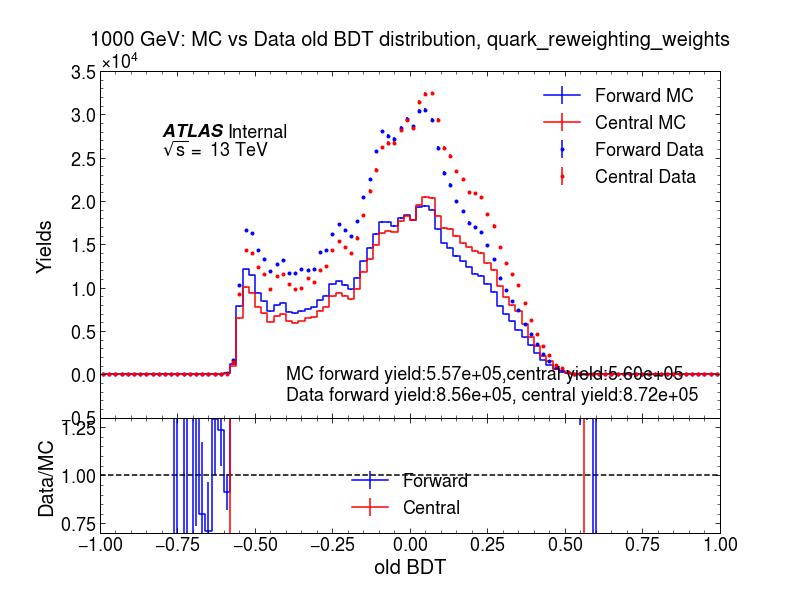 1000 GeV: MC vs Data old BDT distribution, quark_reweighting_weights
×10⁴
3.5
3.0
2.5
2.0
1.5
1.0
0.5
0.0
0.5
Yields
ATLAS Internal
√s = 13 TeV
Forward MC
Central MC
Forward Data
Central Data
MC forward yield:5.57e+05,central yield:5.60e+05
Data forward yield:8.56e+05, central yield:8.72e+05
1.25
1.00
0.75
Data/MC
Forward
Central
−1.00 −0.75 −0.50 −0.25 0.00 0.25 0.50 0.75 1.00
old BDT